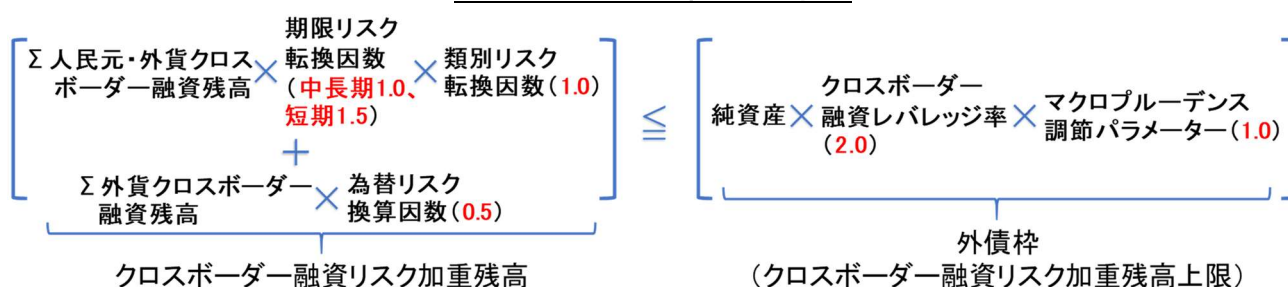 Σ 人民元・外貨クロス
ボーダー融資残高
×
期限リスク
転換因数
(中長期1.0、
短期1.5)
×
類別リスク
転換因数(1.0)
+
Σ 外貨クロスボーダー
融資残高
×
為替リスク
換算因数(0.5)
クロスボーダー融資リスク加重残高
≦
純資産
×
クロスボーダー
融資レバレッジ率
(2.0)
×
マクロプルーデンス
調節パラメーター(1.0)
外債枠
(クロスボーダー融資リスク加重残高上限)